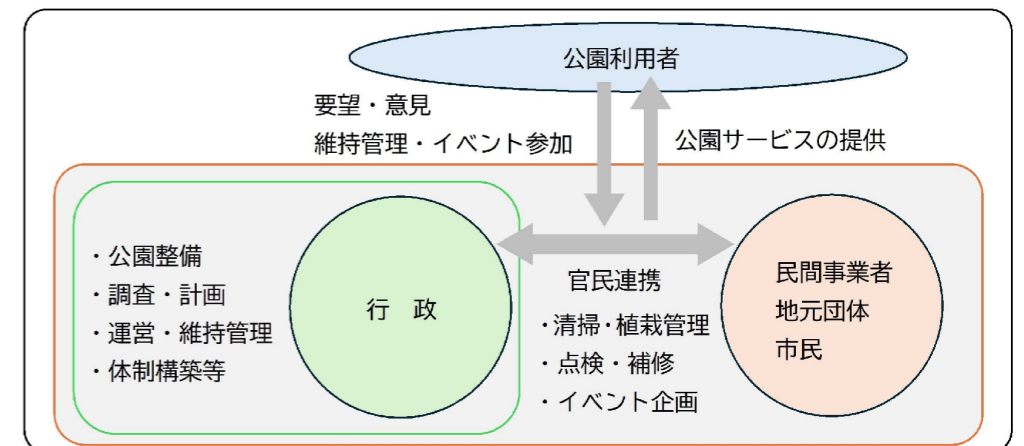 公園利用者
要望・意見
維持管理・イベント参加
公園サービスの提供
・公園整備
・調査・計画
・運営・維持管理
・体制構築等
行 政
官民連携
・清掃・植栽管理
・点検・補修
・イベント企画
民間事業者
地元団体
市民